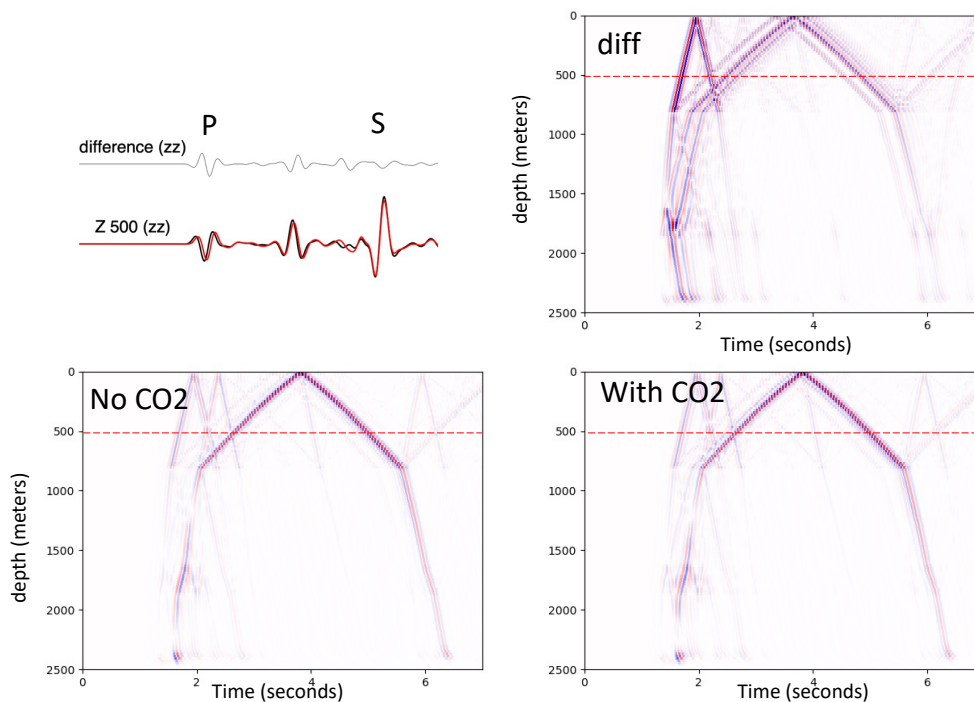 P S
difference (zz)
Z 500 (zz)
diff
0
500
1000
1500
2000
2500
depth (meters)
0 2 4 6
Time (seconds)
No CO2
0
500
1000
1500
2000
2500
depth (meters)
0 2 4 6
Time (seconds)
With CO2
0
500
1000
1500
2000
2500
0 2 4 6
Time (seconds)